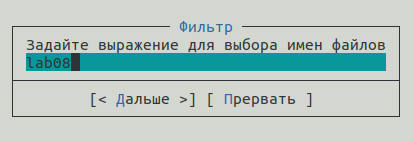 Фильтр
Задайте выражение для выбора имен файлов
lab08
[< Дальше >] [ Прервать ]